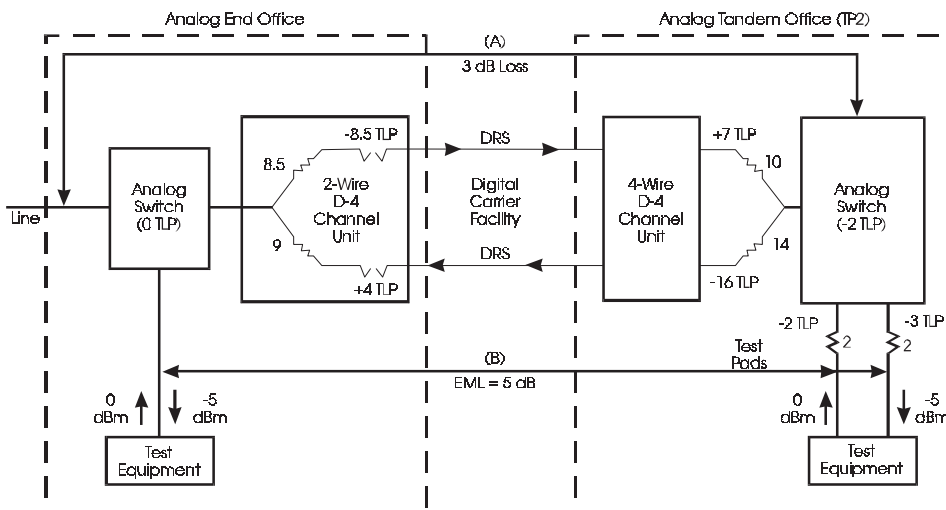 Analog End Office
Analog Tandem Office (TP2)
(A)
3 dB Loss
-8.5 TLP
DRS
+7 TLP
8.5
10
Analog
Switch
(0 TLP)
2-Wire
D-4
Channel
Unit
Digital
Carrier
Facility
4-Wire
D-4
Channel
Unit
Analog
Switch
(-2 TLP)
Line
9
14
DRS
+4 TLP
-16 TLP
-2 TLP
-3 TLP
2
2
Test
Pads
(B)
EML = 5 dB
0
dBm
-5
dBm
0
dBm
-5
dBm
Test
Equipment
Test
Equipment